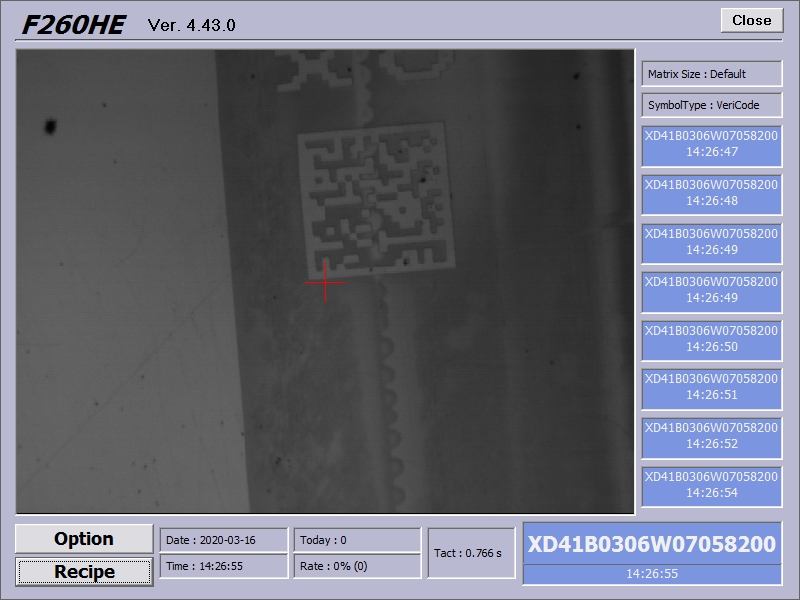 F260HE Ver. 4.43.0
Close
Matrix Size : Default
SymbolType : VeriCode
XD41B0306W07058200
14:26:47
XD41B0306W07058200
14:26:48
XD41B0306W07058200
14:26:49
XD41B0306W07058200
14:26:49
XD41B0306W07058200
14:26:50
XD41B0306W07058200
14:26:51
XD41B0306W07058200
14:26:52
XD41B0306W07058200
14:26:54
Option
Recipe
Date : 2020-03-16
Time : 14:26:55
Today : 0
Rate : 0% (0)
Tact : 0.766 s
XD41B0306W07058200
14:26:55